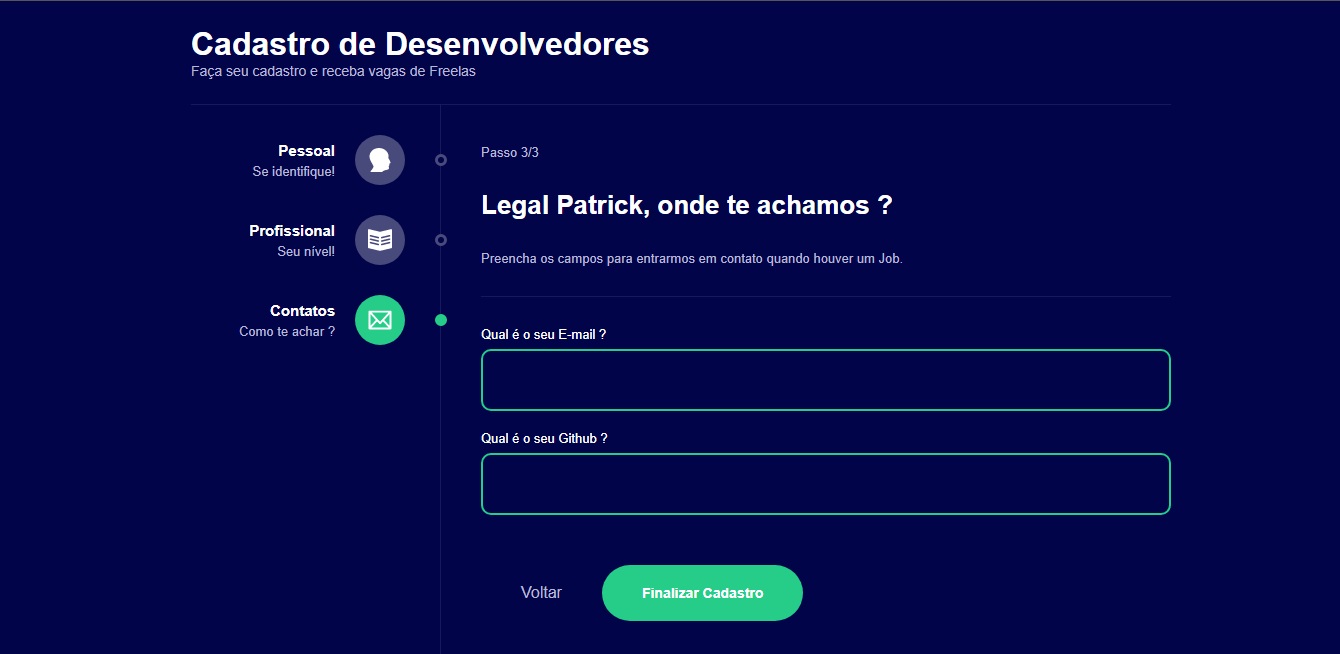 Cadastro de Desenvolvedores
Faça seu cadastro e receba vagas de Freelas
Pessoal
Se identifique!
Profissional
Seu nível!
Contatos
Como te achar ?
Passo 3/3
Legal Patrick, onde te achamos ?
Preencha os campos para entrarmos em contato quando houver um Job.
Qual é o seu E-mail ?
Qual é o seu Github ?
Voltar
Finalizar Cadastro